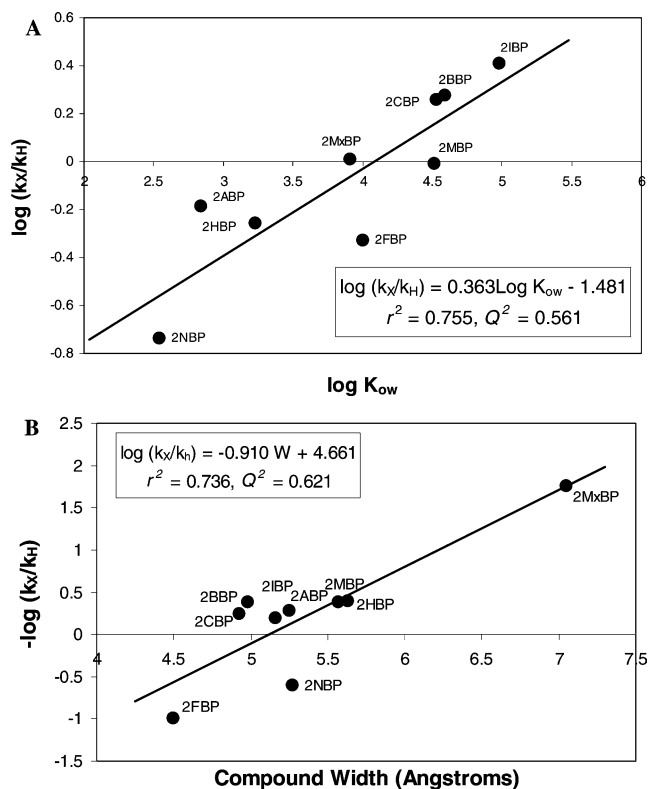 A
0.6
0.4
0.2
0
-0.2
-0.4
-0.6
-0.8
log (kX/kH)
2IBP
2BBP
2CBP
2MxBP
2MBP
2 2.5 3 3.5 4 4.5 5 5.5 6
2ABP
2HBP
2FBP
2NBP
log (kX/kH) = 0.363Log Kow - 1.481
r² = 0.755, Q² = 0.561
log Kow
B
2.5
2
1.5
1
0.5
0
-0.5
-1
-1.5
-log (kX/kH)
log (kX/kh) = -0.910 W + 4.661
r² = 0.736, Q² = 0.621
2MxBP
2BBP 2IBP 2ABP 2MBP
2CBP 2HBP
4 4.5 5 5.5 6 6.5 7 7.5
2NBP
2FBP
Compound Width (Angstroms)